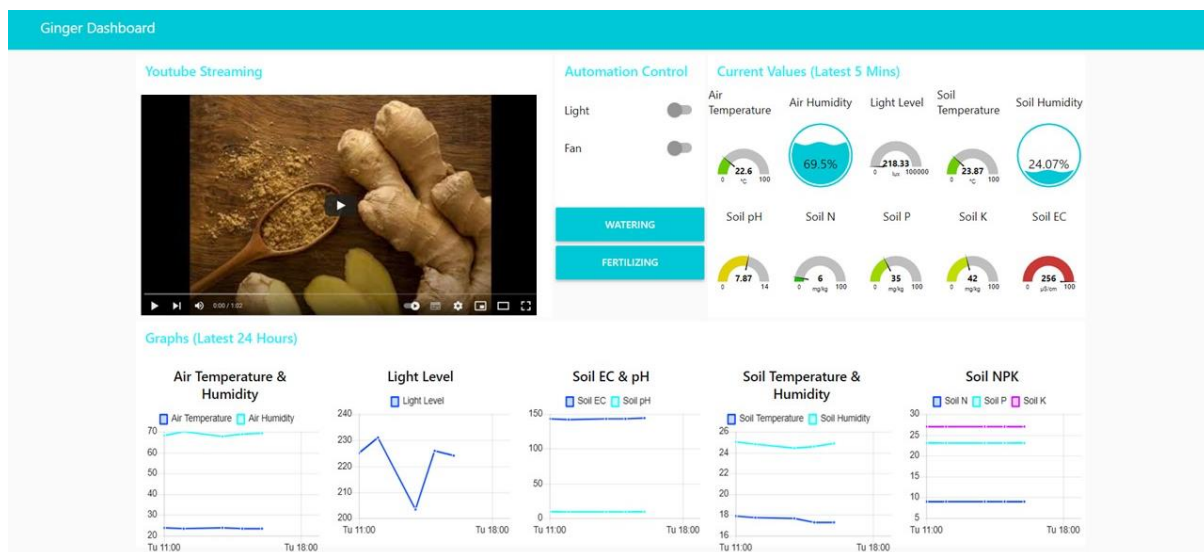 Ginger Dashboard
Youtube Streaming
0:00 / 1:02
Automation Control
Light
Fan
WATERING
FERTILIZING
Current Values (Latest 5 Mins)
Air
Temperature
22.6
0 °C 100
Air Humidity
69.5%
Light Level
218.33
0 lux 100000
Soil
Temperature
23.87
0 °C 100
Soil Humidity
24.07%
Soil pH
7.87
0 14
Soil N
6
0 mg/kg 100
Soil P
35
0 mg/kg 100
Soil K
42
0 mg/kg 100
Soil EC
256
0 µS/cm 100
Graphs (Latest 24 Hours)
Air Temperature &
Humidity
Air Temperature Air Humidity
70
60
50
40
30
20
Tu 11:00 Tu 18:00
Light Level
Light Level
240
230
220
210
200
Tu 11:00 Tu 18:00
Soil EC & pH
Soil EC Soil pH
150
100
50
0
Tu 11:00 Tu 18:00
Soil Temperature &
Humidity
Soil Temperature Soil Humidity
26
24
22
20
18
16
Tu 11:00 Tu 18:00
Soil NPK
Soil N Soil P Soil K
30
25
20
15
10
5
Tu 11:00 Tu 18:00